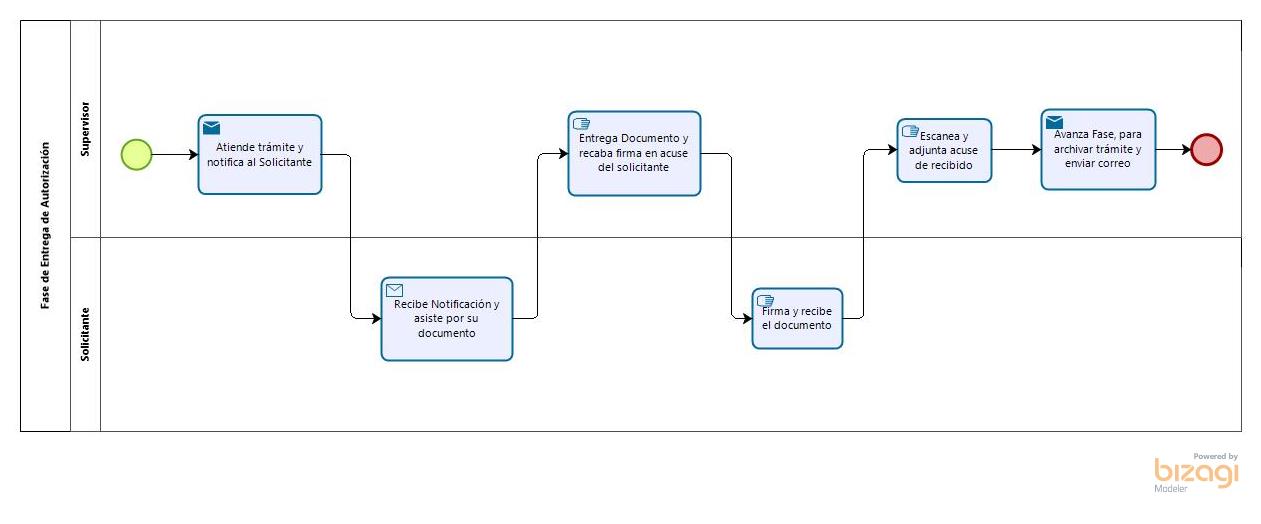 Fase de Entrega de Autorización
Supervisor
Atiende trámite y
notifica al Solicitante
Entrega Documento y
recaba firma en acuse
del solicitante
Escanea y
adjunta acuse
de recibido
Avanza Fase, para
archivar trámite y
enviar correo
Solicitante
Recibe Notificación y
asiste por su
documento
Firma y recibe
el documento
Powered by
bizagi
Modeler